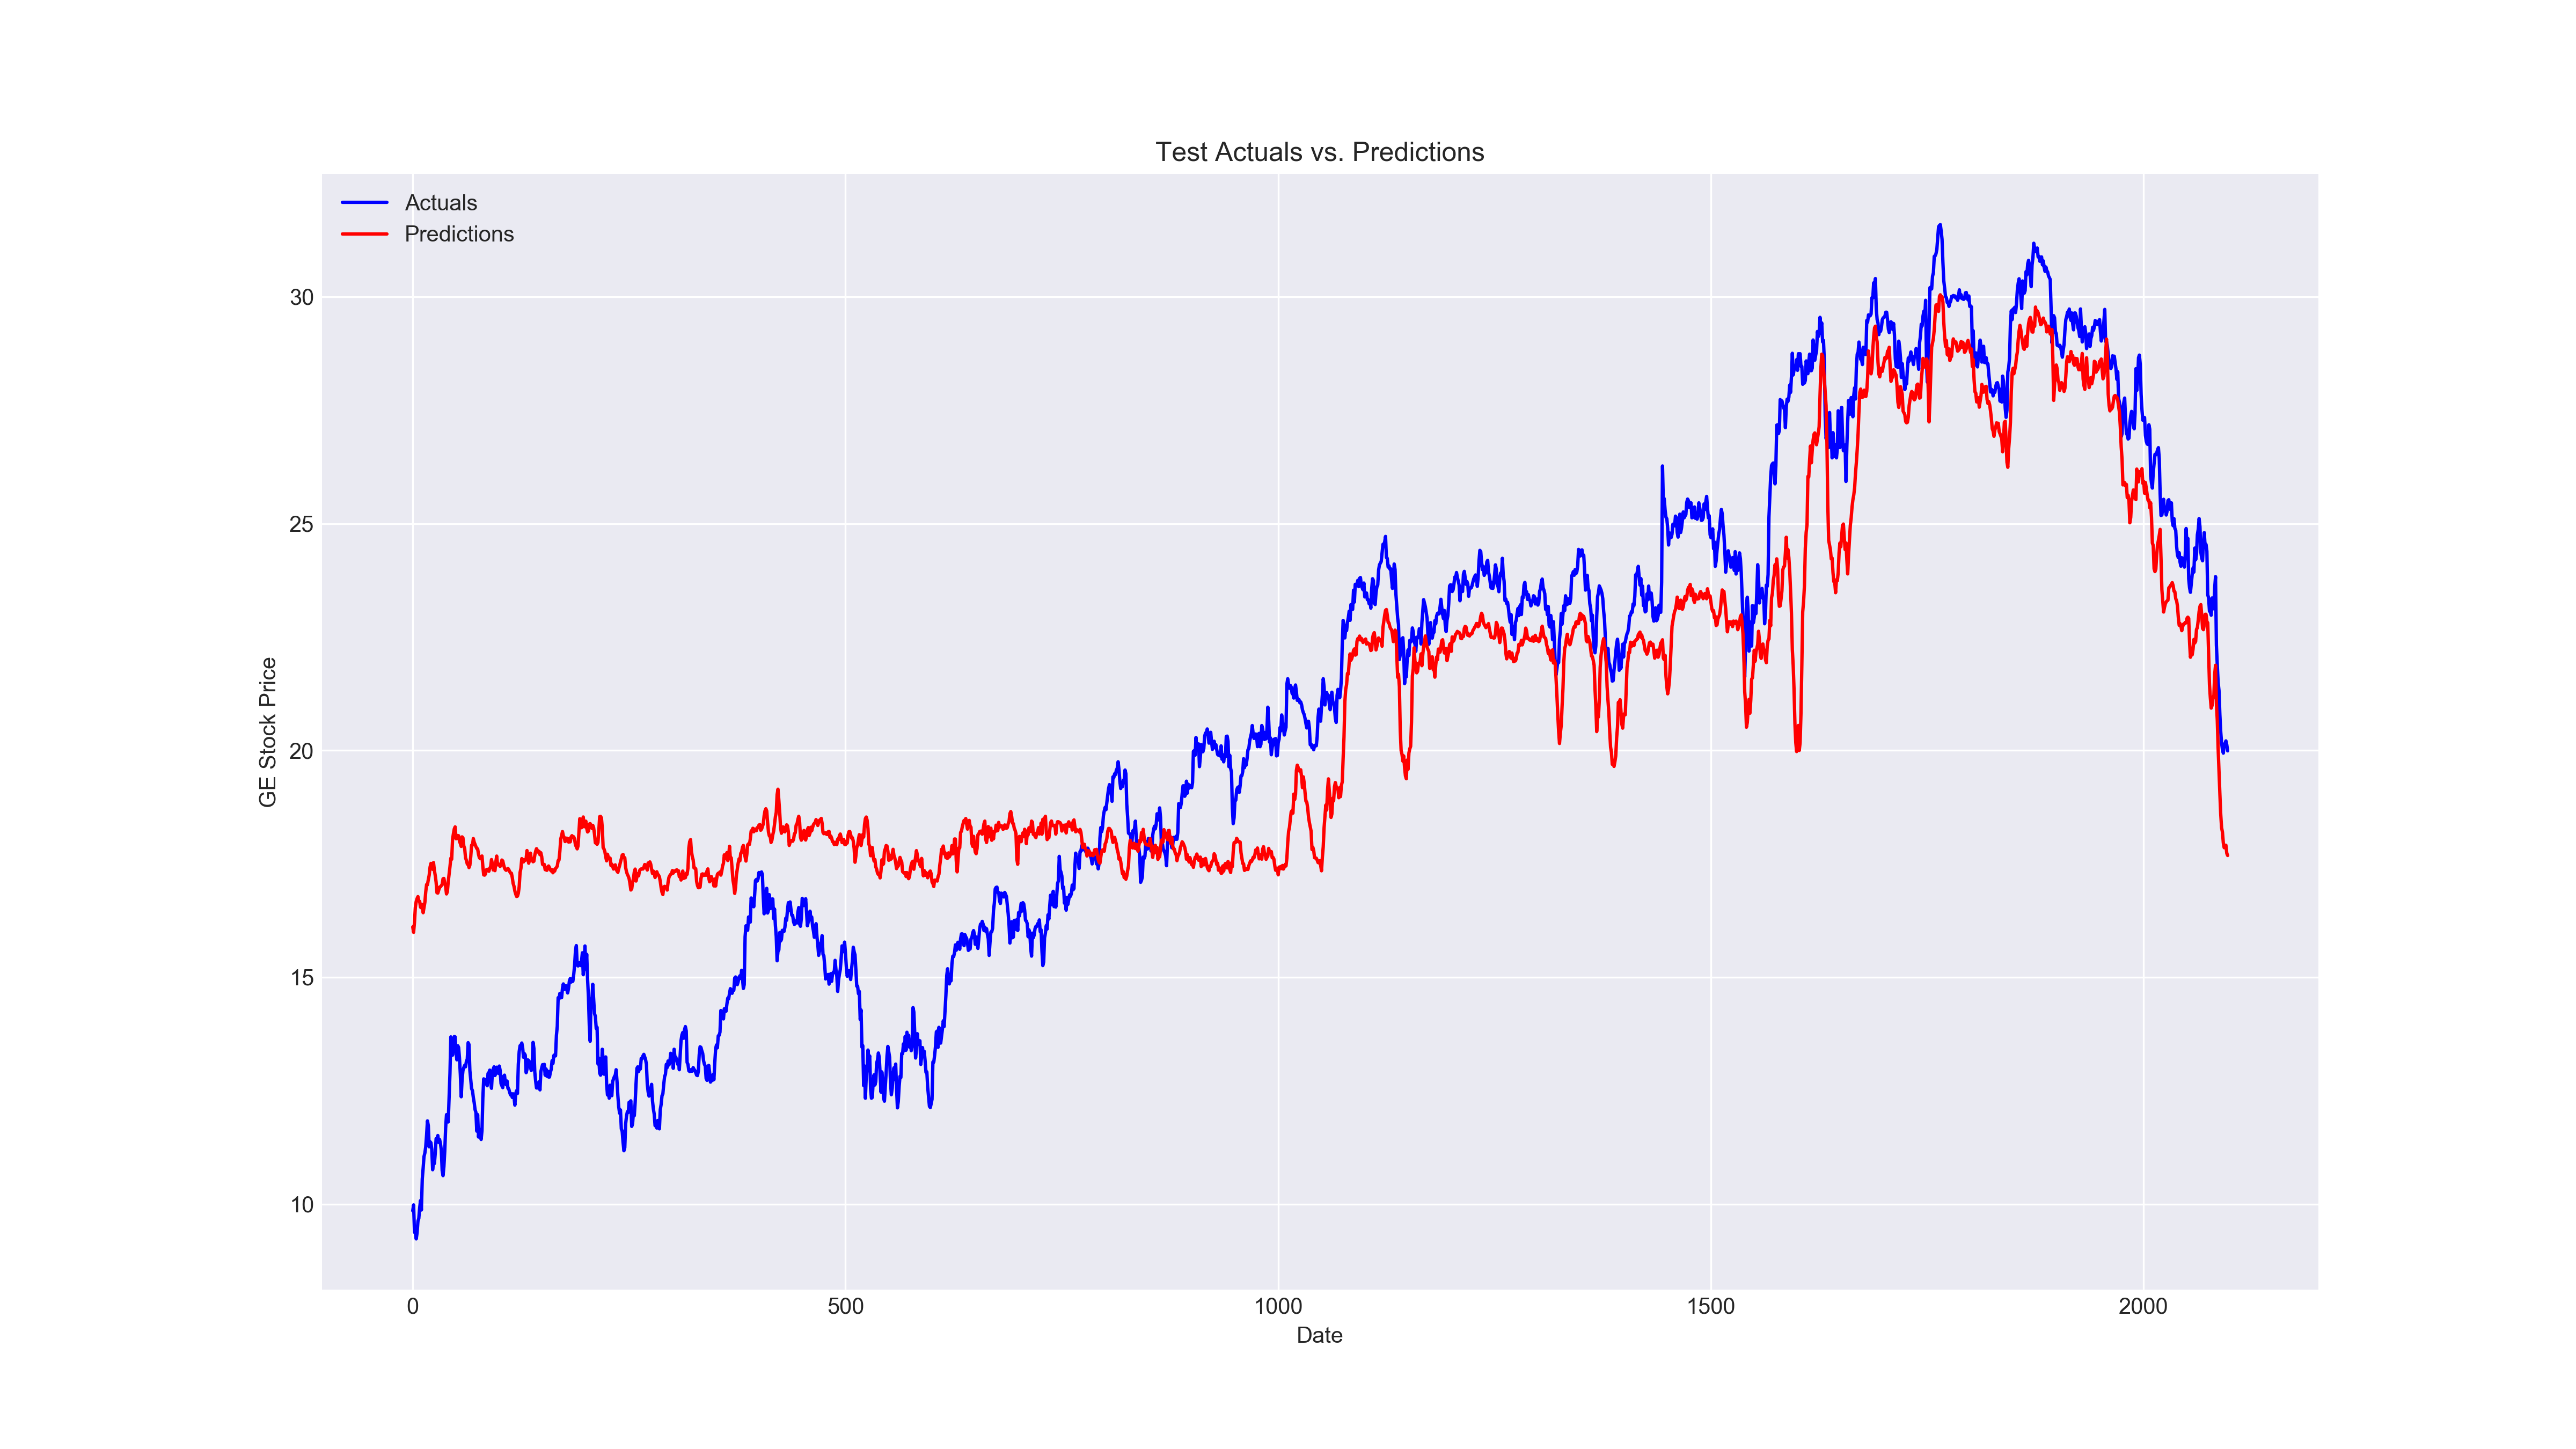 Test Actuals vs. Predictions
Actuals
Predictions
30
25
20
15
10
GE Stock Price
0 500 1000 1500 2000
Date